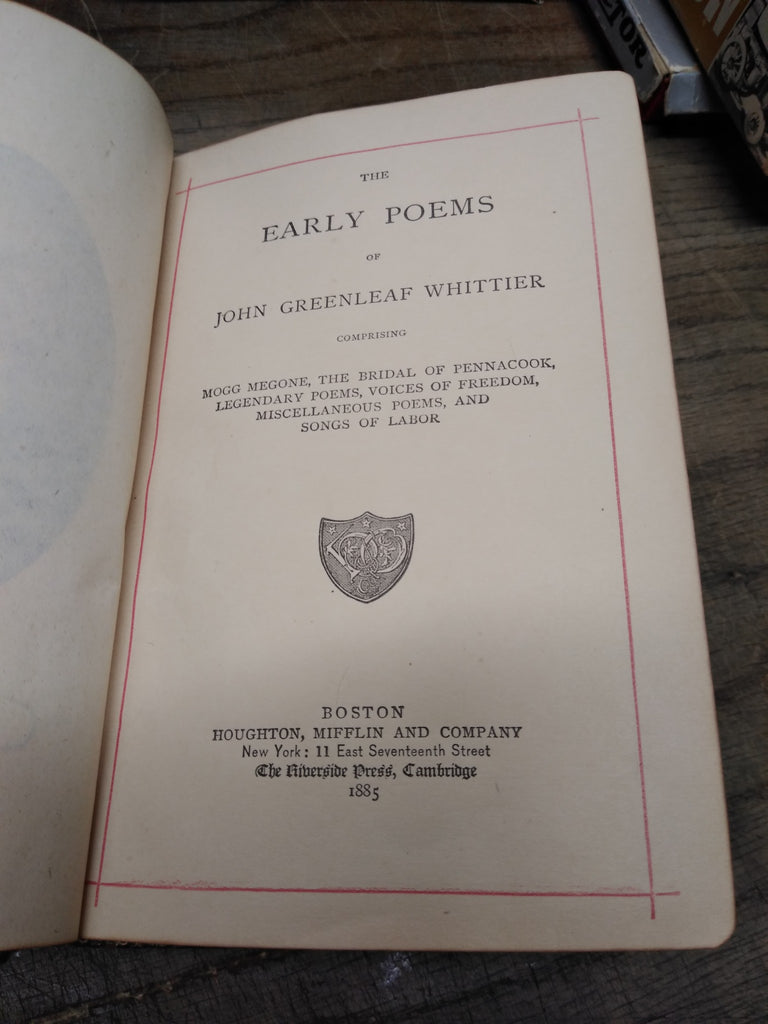 THE
EARLY POEMS
OF
JOHN GREENLEAF WHITTIER
COMPRISING
MOGG MEGONE, THE BRIDAL OF PENNACOOK,
LEGENDARY POEMS, VOICES OF FREEDOM,
MISCELLANEOUS POEMS, AND
SONGS OF LABOR
BOSTON
HOUGHTON, MIFFLIN AND COMPANY
New York: 11 East Seventeenth Street
The Riverside Press, Cambridge
1885